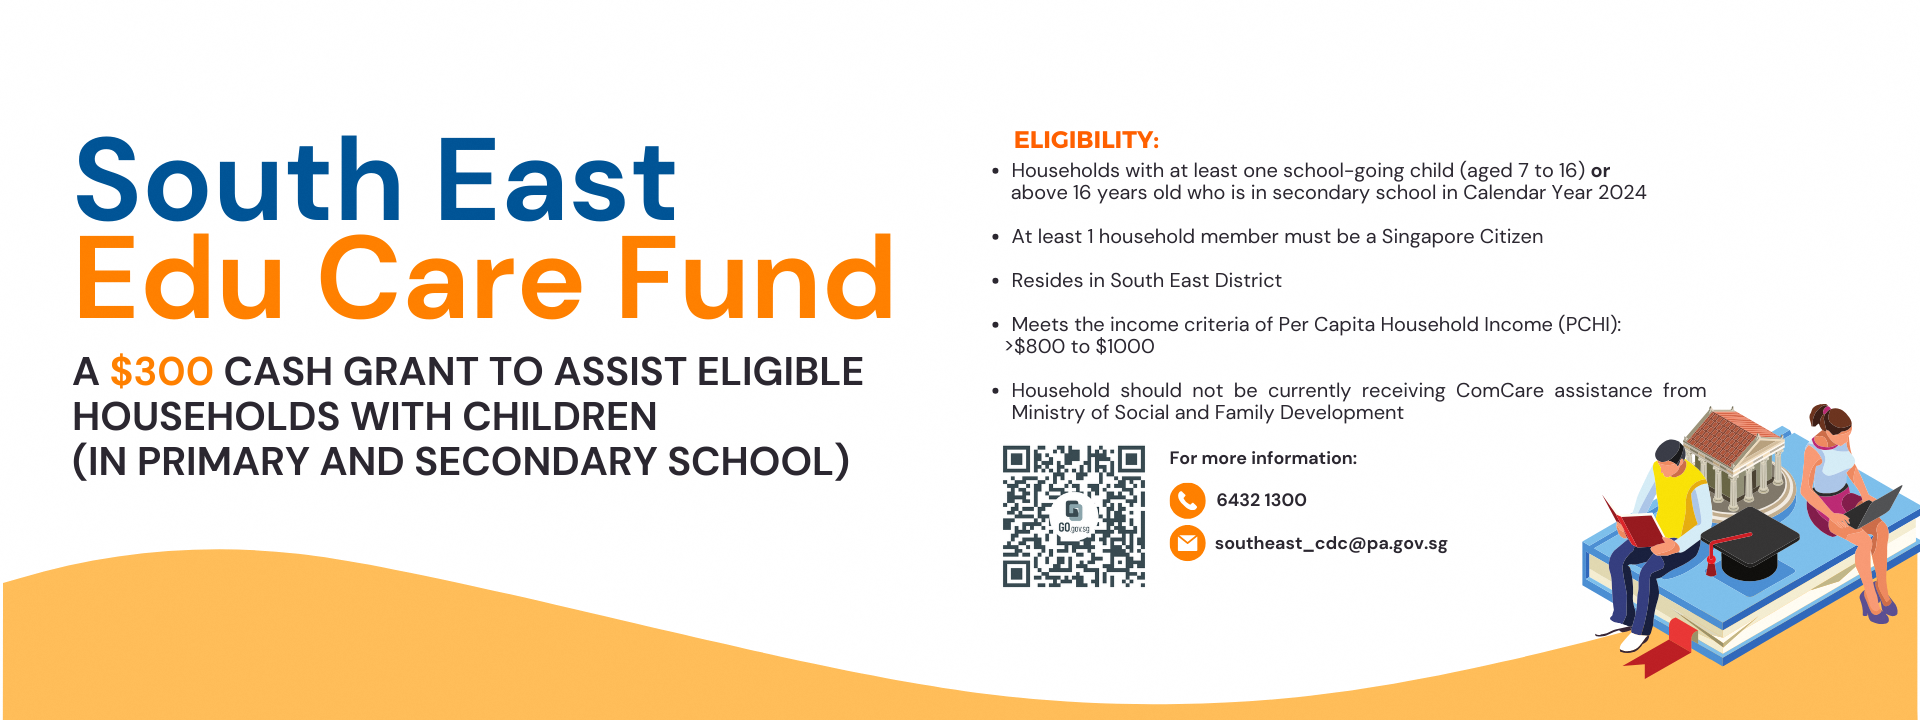 South East
Edu Care Fund
A $300 CASH GRANT TO ASSIST ELIGIBLE
HOUSEHOLDS WITH CHILDREN
(IN PRIMARY AND SECONDARY SCHOOL)
ELIGIBILITY:
• Households with at least one school-going child (aged 7 to 16) or
above 16 years old who is in secondary school in Calendar Year 2024
• At least 1 household member must be a Singapore Citizen
• Resides in South East District
• Meets the income criteria of Per Capita Household Income (PCHI):
>$800 to $1000
• Household should not be currently receiving ComCare assistance from
Ministry of Social and Family Development
GO.gov.sg
For more information:
6432 1300
southeast_cdc@pa.gov.sg